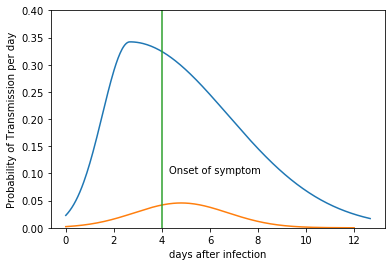 0.40
0.35
0.30
0.25
0.20
0.15
0.10
0.05
0.00
Probability of Transmission per day
Onset of symptom
0 2 4 6 8 10 12
days after infection